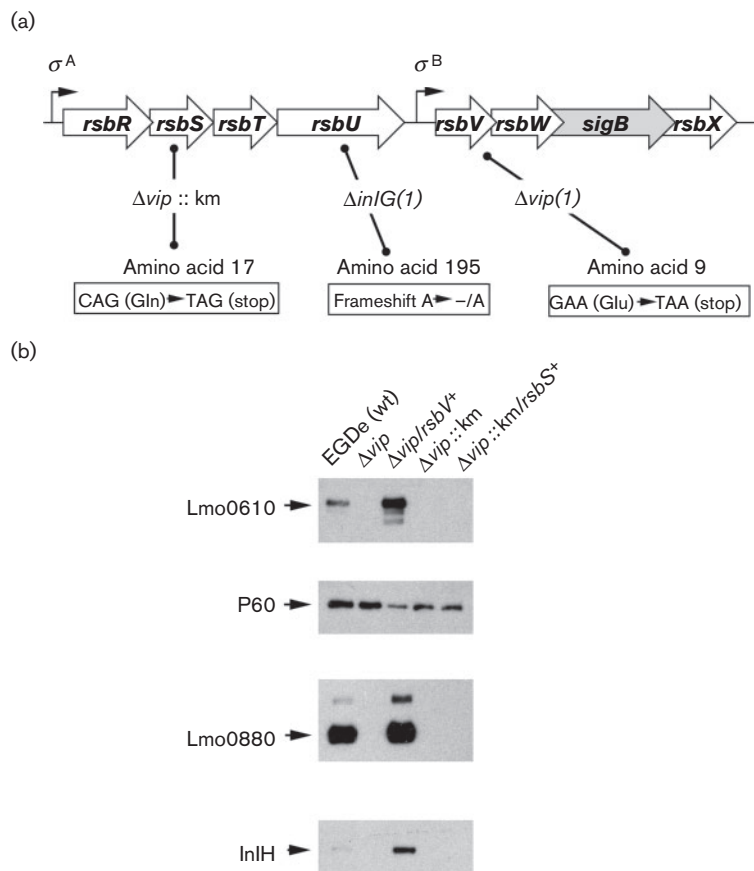 (a)
σA σB
rsbR rsbS rsbT rsbU rsbV rsbW sigB rsbX
Δvip :: km ΔinlG(1) Δvip(1)
Amino acid 17 Amino acid 195 Amino acid 9
CAG (Gln) TAG (stop) Frameshift A –/A GAA (Glu) TAA (stop)
(b)
EGDe (wt)
Δvip
Δvip/rsbV+
Δvip::km
Δvip::km/rsbS+
Lmo0610
P60
Lmo0880
InlH